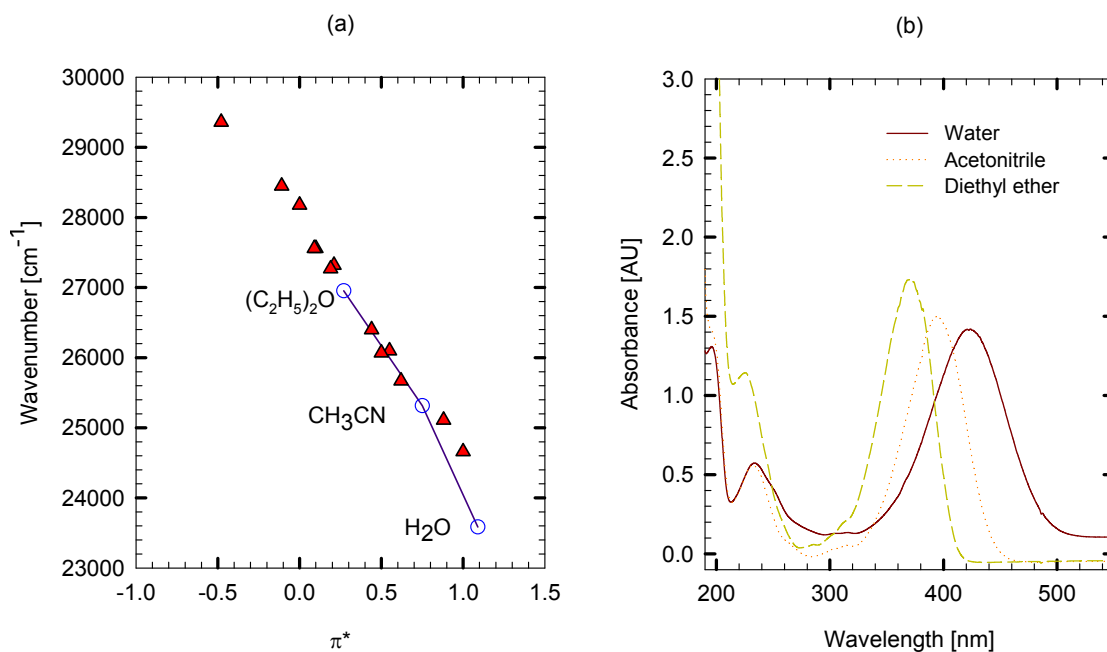 (a)
30000
29000
28000
27000
26000
25000
24000
23000
Wavenumber [cm⁻¹]
(C₂H₅)₂O
CH₃CN
H₂O
-1.0 -0.5 0.0 0.5 1.0 1.5
π*
(b)
3.0
2.5
2.0
1.5
1.0
0.5
0.0
Absorbance [AU]
Water
Acetonitrile
Diethyl ether
200 300 400 500
Wavelength [nm]